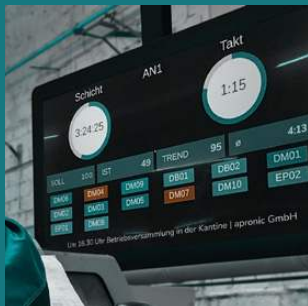 Schicht
AN1
Takt
3:24:25
1:15
SOLL 100
IST 49
TREND 95
ø 4:13
DM06 DM04 DM09 DB01 DB02 DM01
DM02 DM03 DM05 DM07 DM10 EP02
EP01 DM08
Um 16.30 Uhr Betriebsversammlung in der Kantine | apronic GmbH